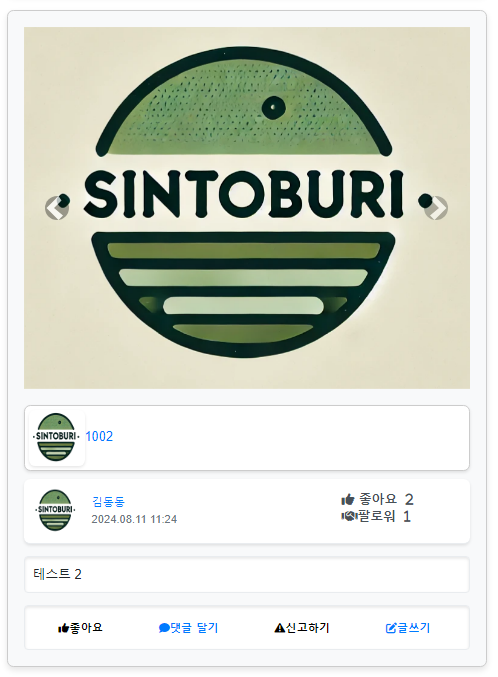 SINTOBURI
SINTOBURI
1002
SINTOBURI
김동동
2024.08.11 11:24
좋아요 2
팔로워 1
테스트 2
좋아요 댓글 달기 신고하기 글쓰기